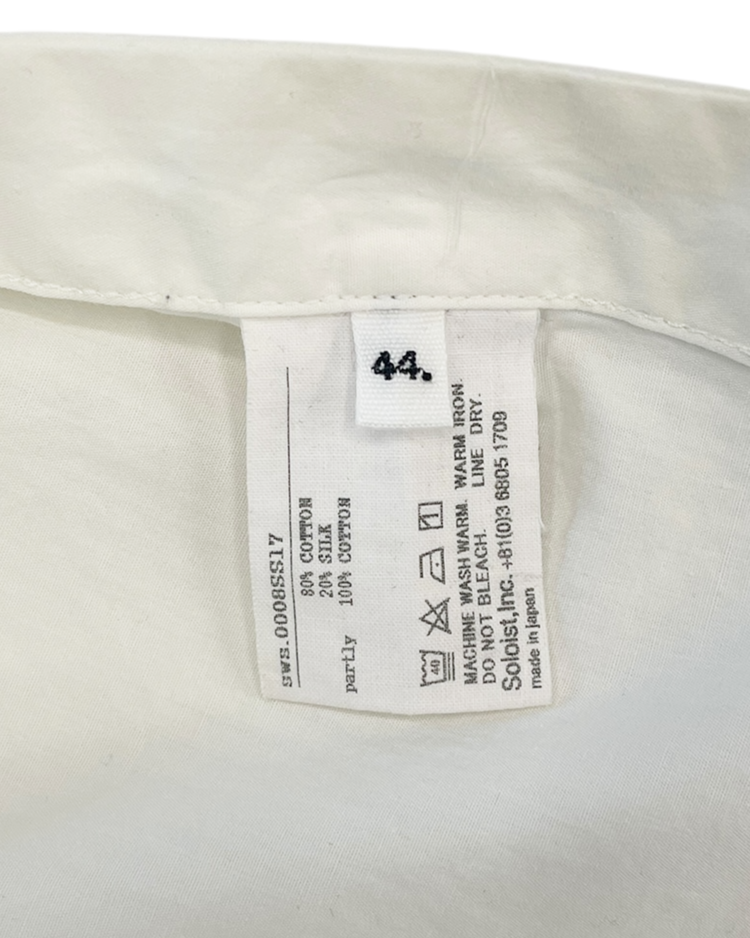 44.
sws.0008SS17
80% COTTON
20% SILK
partly 100% COTTON
40
MACHINE WASH WARM. WARM IRON.
DO NOT BLEACH. LINE DRY.
Soloist,Inc. +81(0)3 6805 1709
made in japan